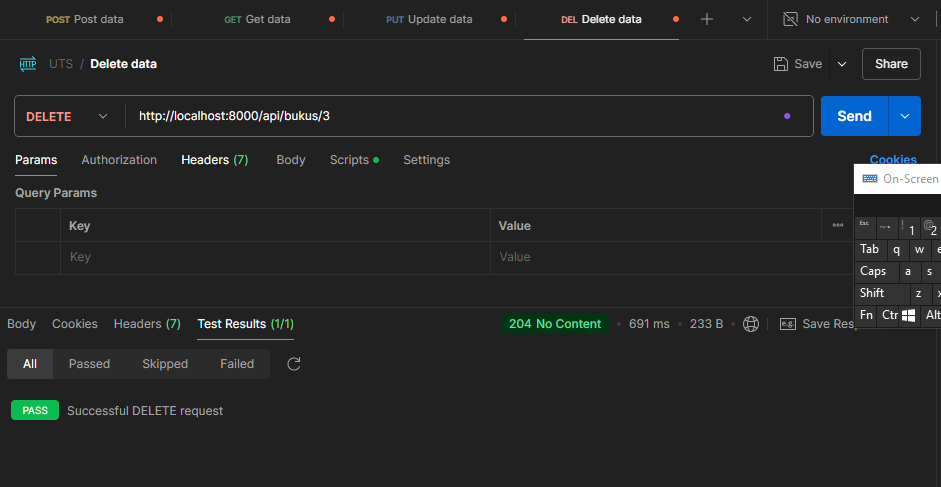 POST Post data GET Get data PUT Update data DEL Delete data No environment
HTTP UTS / Delete data Save Share
DELETE http://localhost:8000/api/bukus/3 Send
Params Authorization Headers (7) Body Scripts Settings Cookies
On-Screen
Query Params
Key Value
Key Value
Esc ~ ` ! 1 @ 2
Tab q w e
Caps a s
Shift z x
Fn Ctr Alt
Body Cookies Headers (7) Test Results (1/1) 204 No Content • 691 ms • 233 B e.g. Save Res
All Passed Skipped Failed
PASS Successful DELETE request